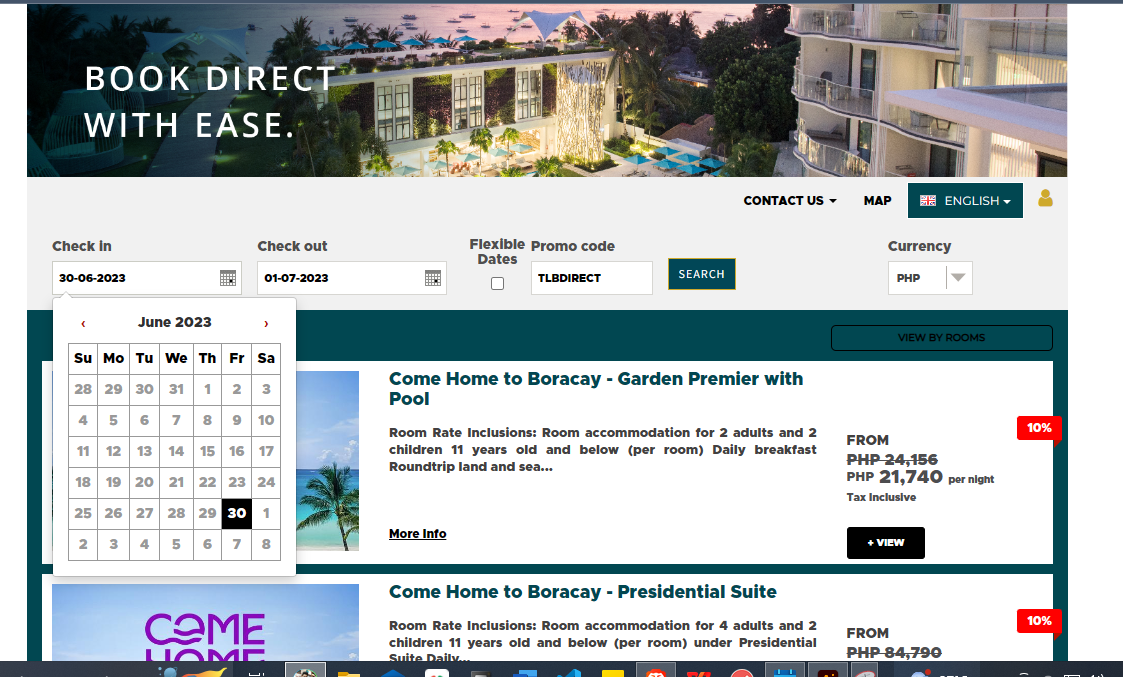 BOOK DIRECT
WITH EASE.
CONTACT US
MAP
ENGLISH
Check in
Check out
Flexible
Dates
Promo code
Currency
30-06-2023
01-07-2023
TLBDIRECT
SEARCH
PHP
‹ June 2023 ›
Su Mo Tu We Th Fr Sa
28 29 30 31 1 2 3
4 5 6 7 8 9 10
11 12 13 14 15 16 17
18 19 20 21 22 23 24
25 26 27 28 29 30 1
2 3 4 5 6 7 8
VIEW BY ROOMS
Come Home to Boracay - Garden Premier with
Pool
Room Rate Inclusions: Room accommodation for 2 adults and 2
children 11 years old and below (per room) Daily breakfast
Roundtrip land and sea...
More Info
10%
FROM
PHP 24,156
PHP 21,740 per night
Tax Inclusive
+ VIEW
COME
HOME
Come Home to Boracay - Presidential Suite
Room Rate Inclusions: Room accommodation for 4 adults and 2
children 11 years old and below (per room) under Presidential
Suite Daily...
10%
FROM
PHP 84,790